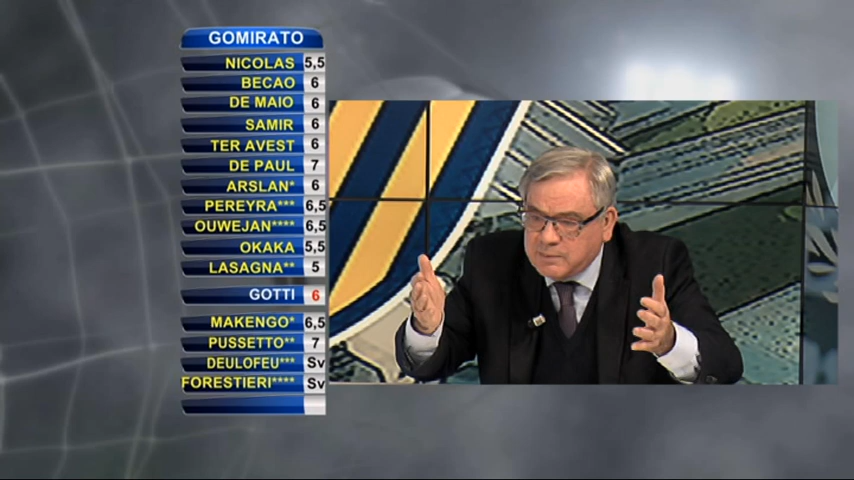 GOMIRATO
NICOLAS 5,5
BECAO 6
DE MAIO 6
SAMIR 6
TER AVEST 6
DE PAUL 7
ARSLAN* 6
PEREYRA*** 6,5
OUWEJAN**** 6,5
OKAKA 5,5
LASAGNA** 5
GOTTI 6
MAKENGO* 6,5
PUSSETTO** 7
DEULOFEU*** Sv
FORESTIERI**** Sv